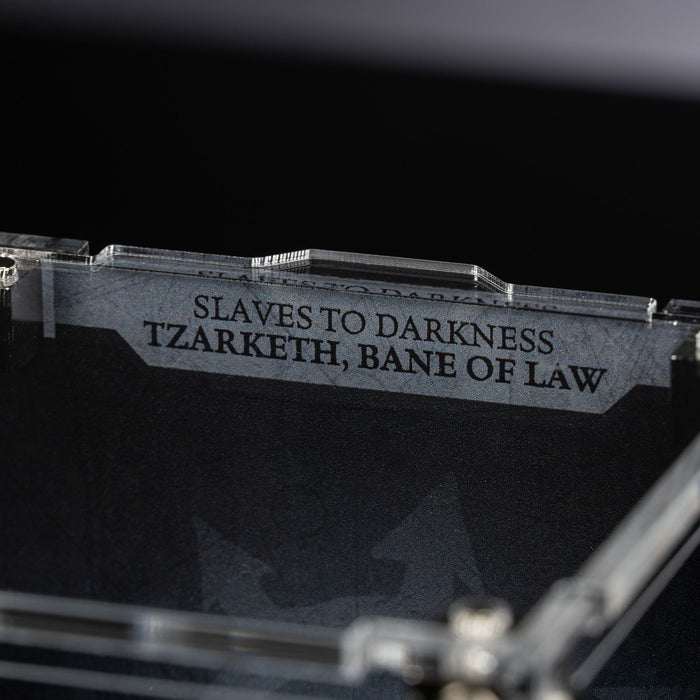 SLAVES TO DARKNESS
TZARKETH, BANE OF LAW